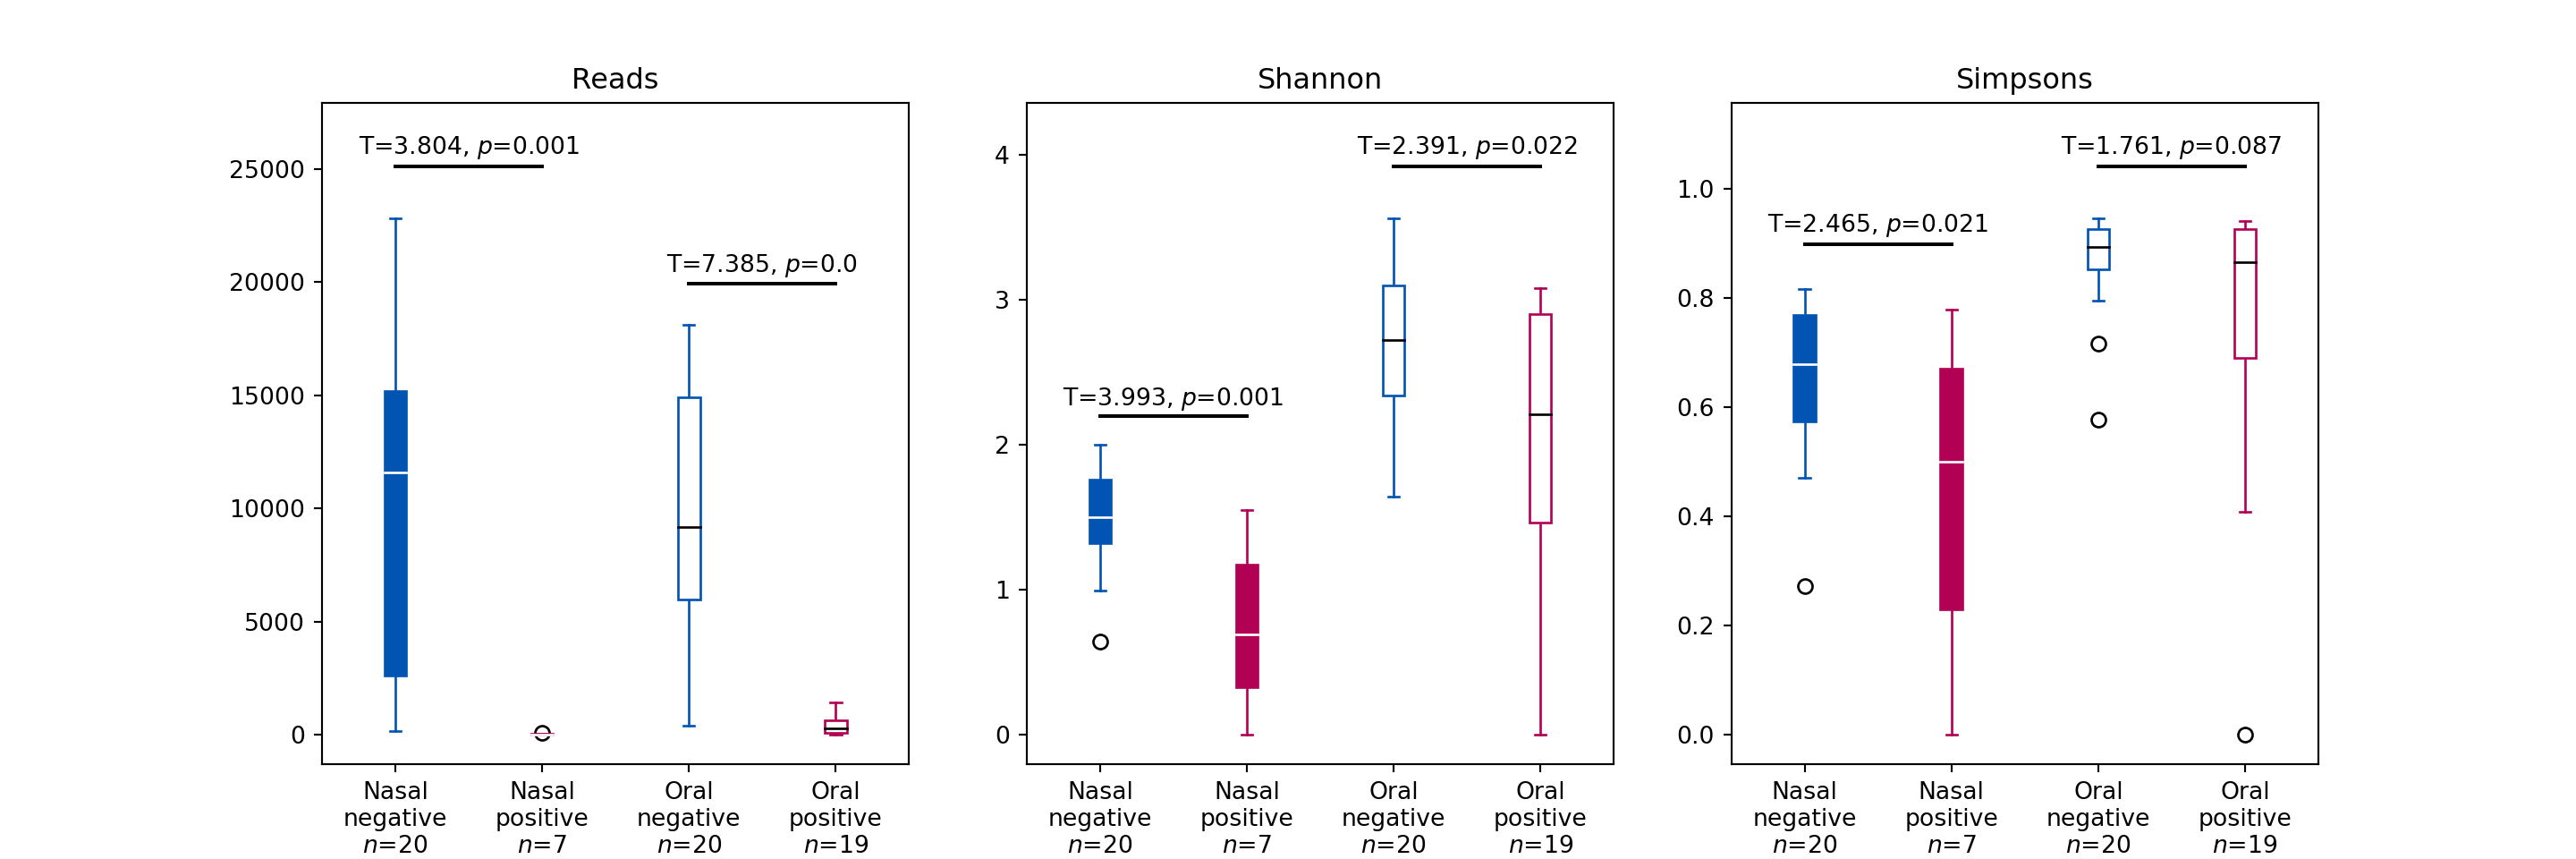 Reads
T=3.804, p=0.001
T=7.385, p=0.0
25000
20000
15000
10000
5000
0
Nasal negative n=20
Nasal positive n=7
Oral negative n=20
Oral positive n=19
Shannon
T=2.391, p=0.022
T=3.993, p=0.001
4
3
2
1
0
Nasal negative n=20
Nasal positive n=7
Oral negative n=20
Oral positive n=19
Simpsons
T=1.761, p=0.087
T=2.465, p=0.021
1.0
0.8
0.6
0.4
0.2
0.0
Nasal negative n=20
Nasal positive n=7
Oral negative n=20
Oral positive n=19